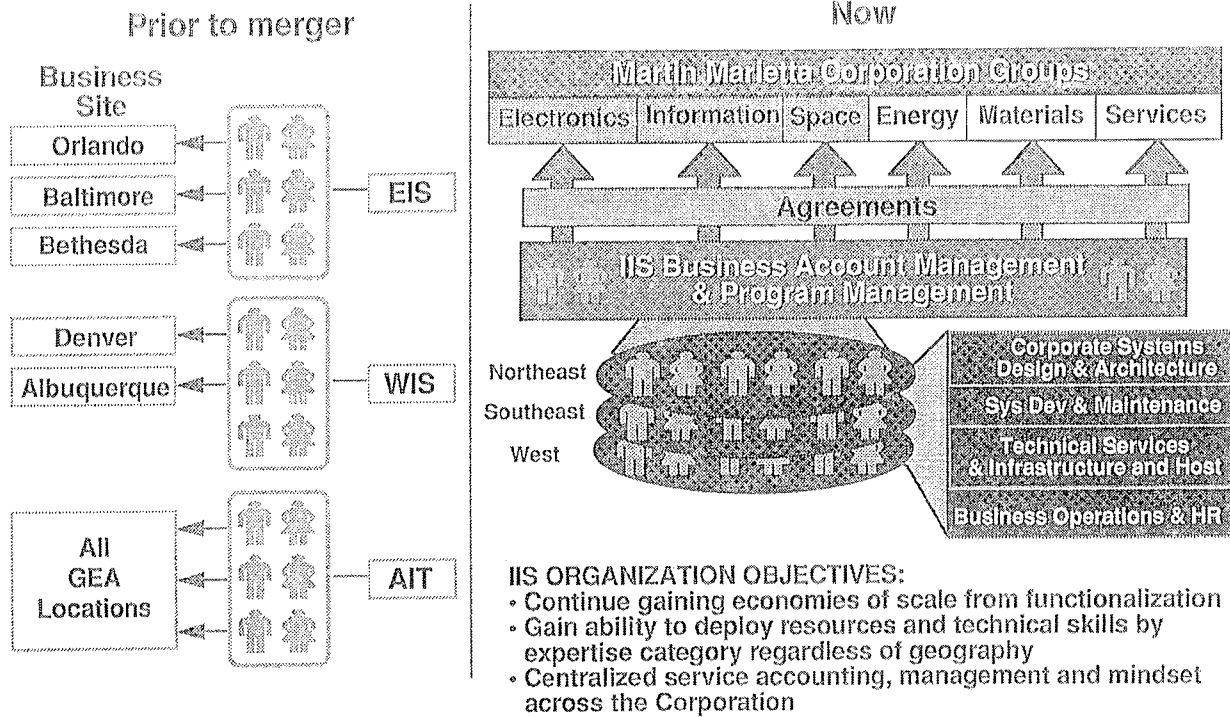 Prior to merger
Business
Site
Orlando
Baltimore
Bethesda
EIS
Denver
Albuquerque
WIS
All
GEA
Locations
AIT
Now
Martin Marietta Corporation Groups
Electronics
Information
Space
Energy
Materials
Services
Agreements
IIS Business Account Management
& Program Management
Northeast
Southeast
West
Corporate Systems
Design & Architecture
Sys Dev & Maintenance
Technical Services
& Infrastructure and Host
Business Operations & HR
IIS ORGANIZATION OBJECTIVES:
• Continue gaining economies of scale from functionalization
• Gain ability to deploy resources and technical skills by
expertise category regardless of geography
• Centralized service accounting, management and mindset
across the Corporation